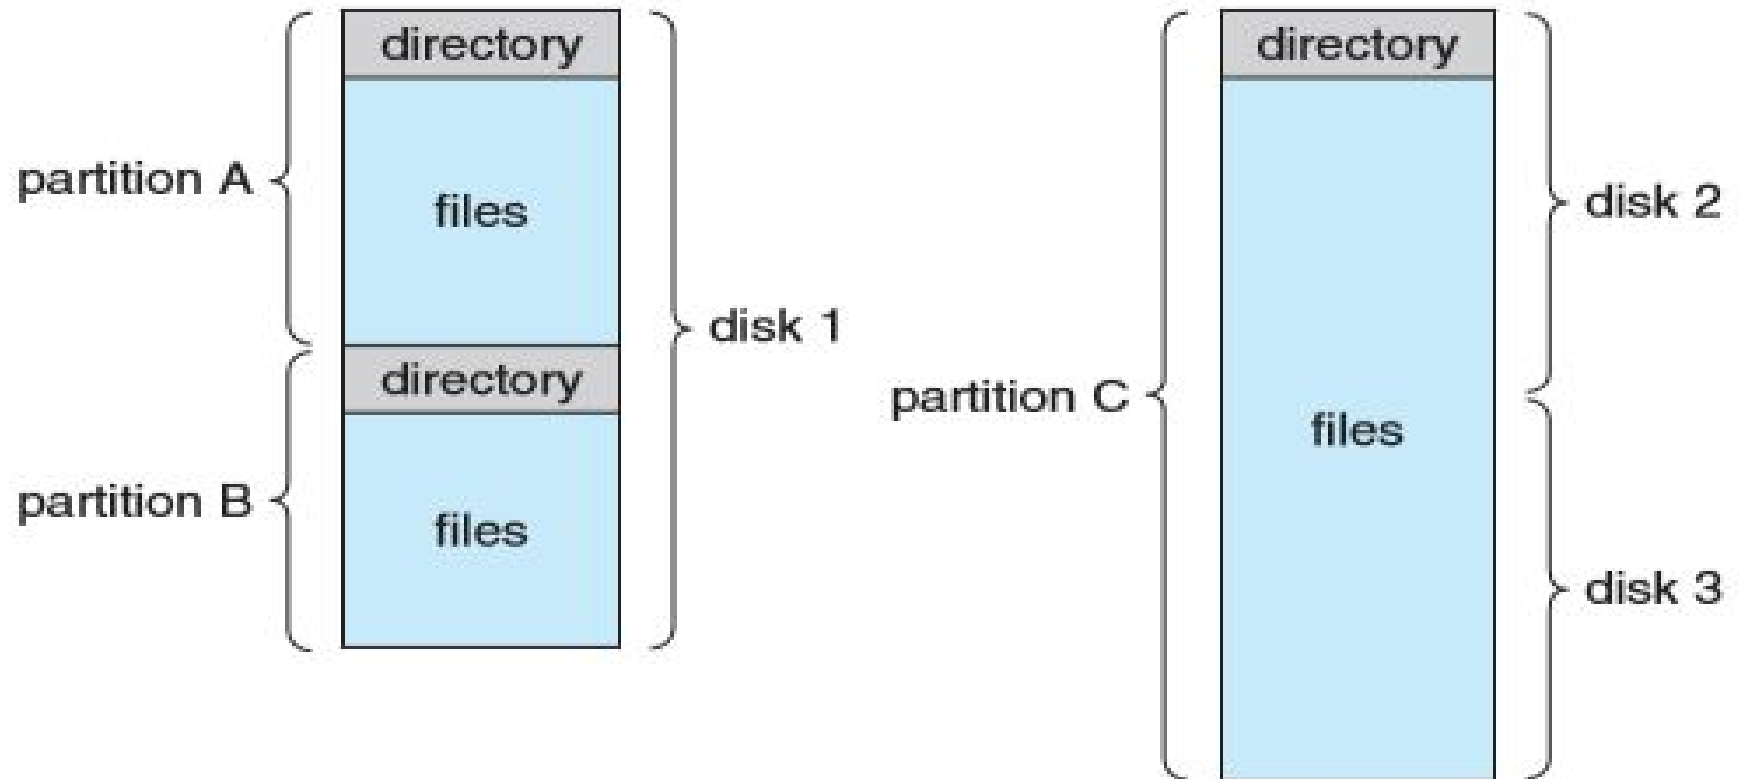 directory
partition A
files
directory
disk 1
partition B
files
directory
disk 2
partition C
files
disk 3